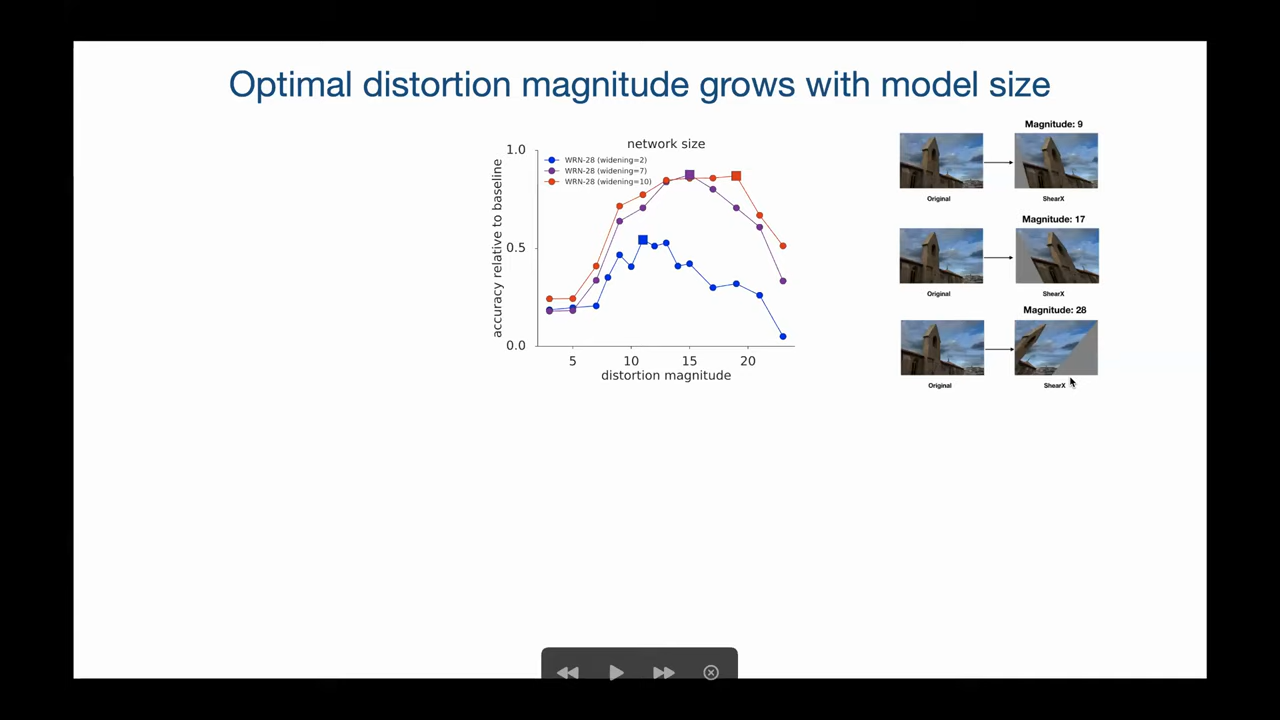 Optimal distortion magnitude grows with model size
network size
1.0
0.5
0.0
accuracy relative to baseline
WRN-28 (widening=2)
WRN-28 (widening=7)
WRN-28 (widening=10)
5 10 15 20
distortion magnitude
Magnitude: 9
Original ShearX
Magnitude: 17
Original ShearX
Magnitude: 28
Original ShearX